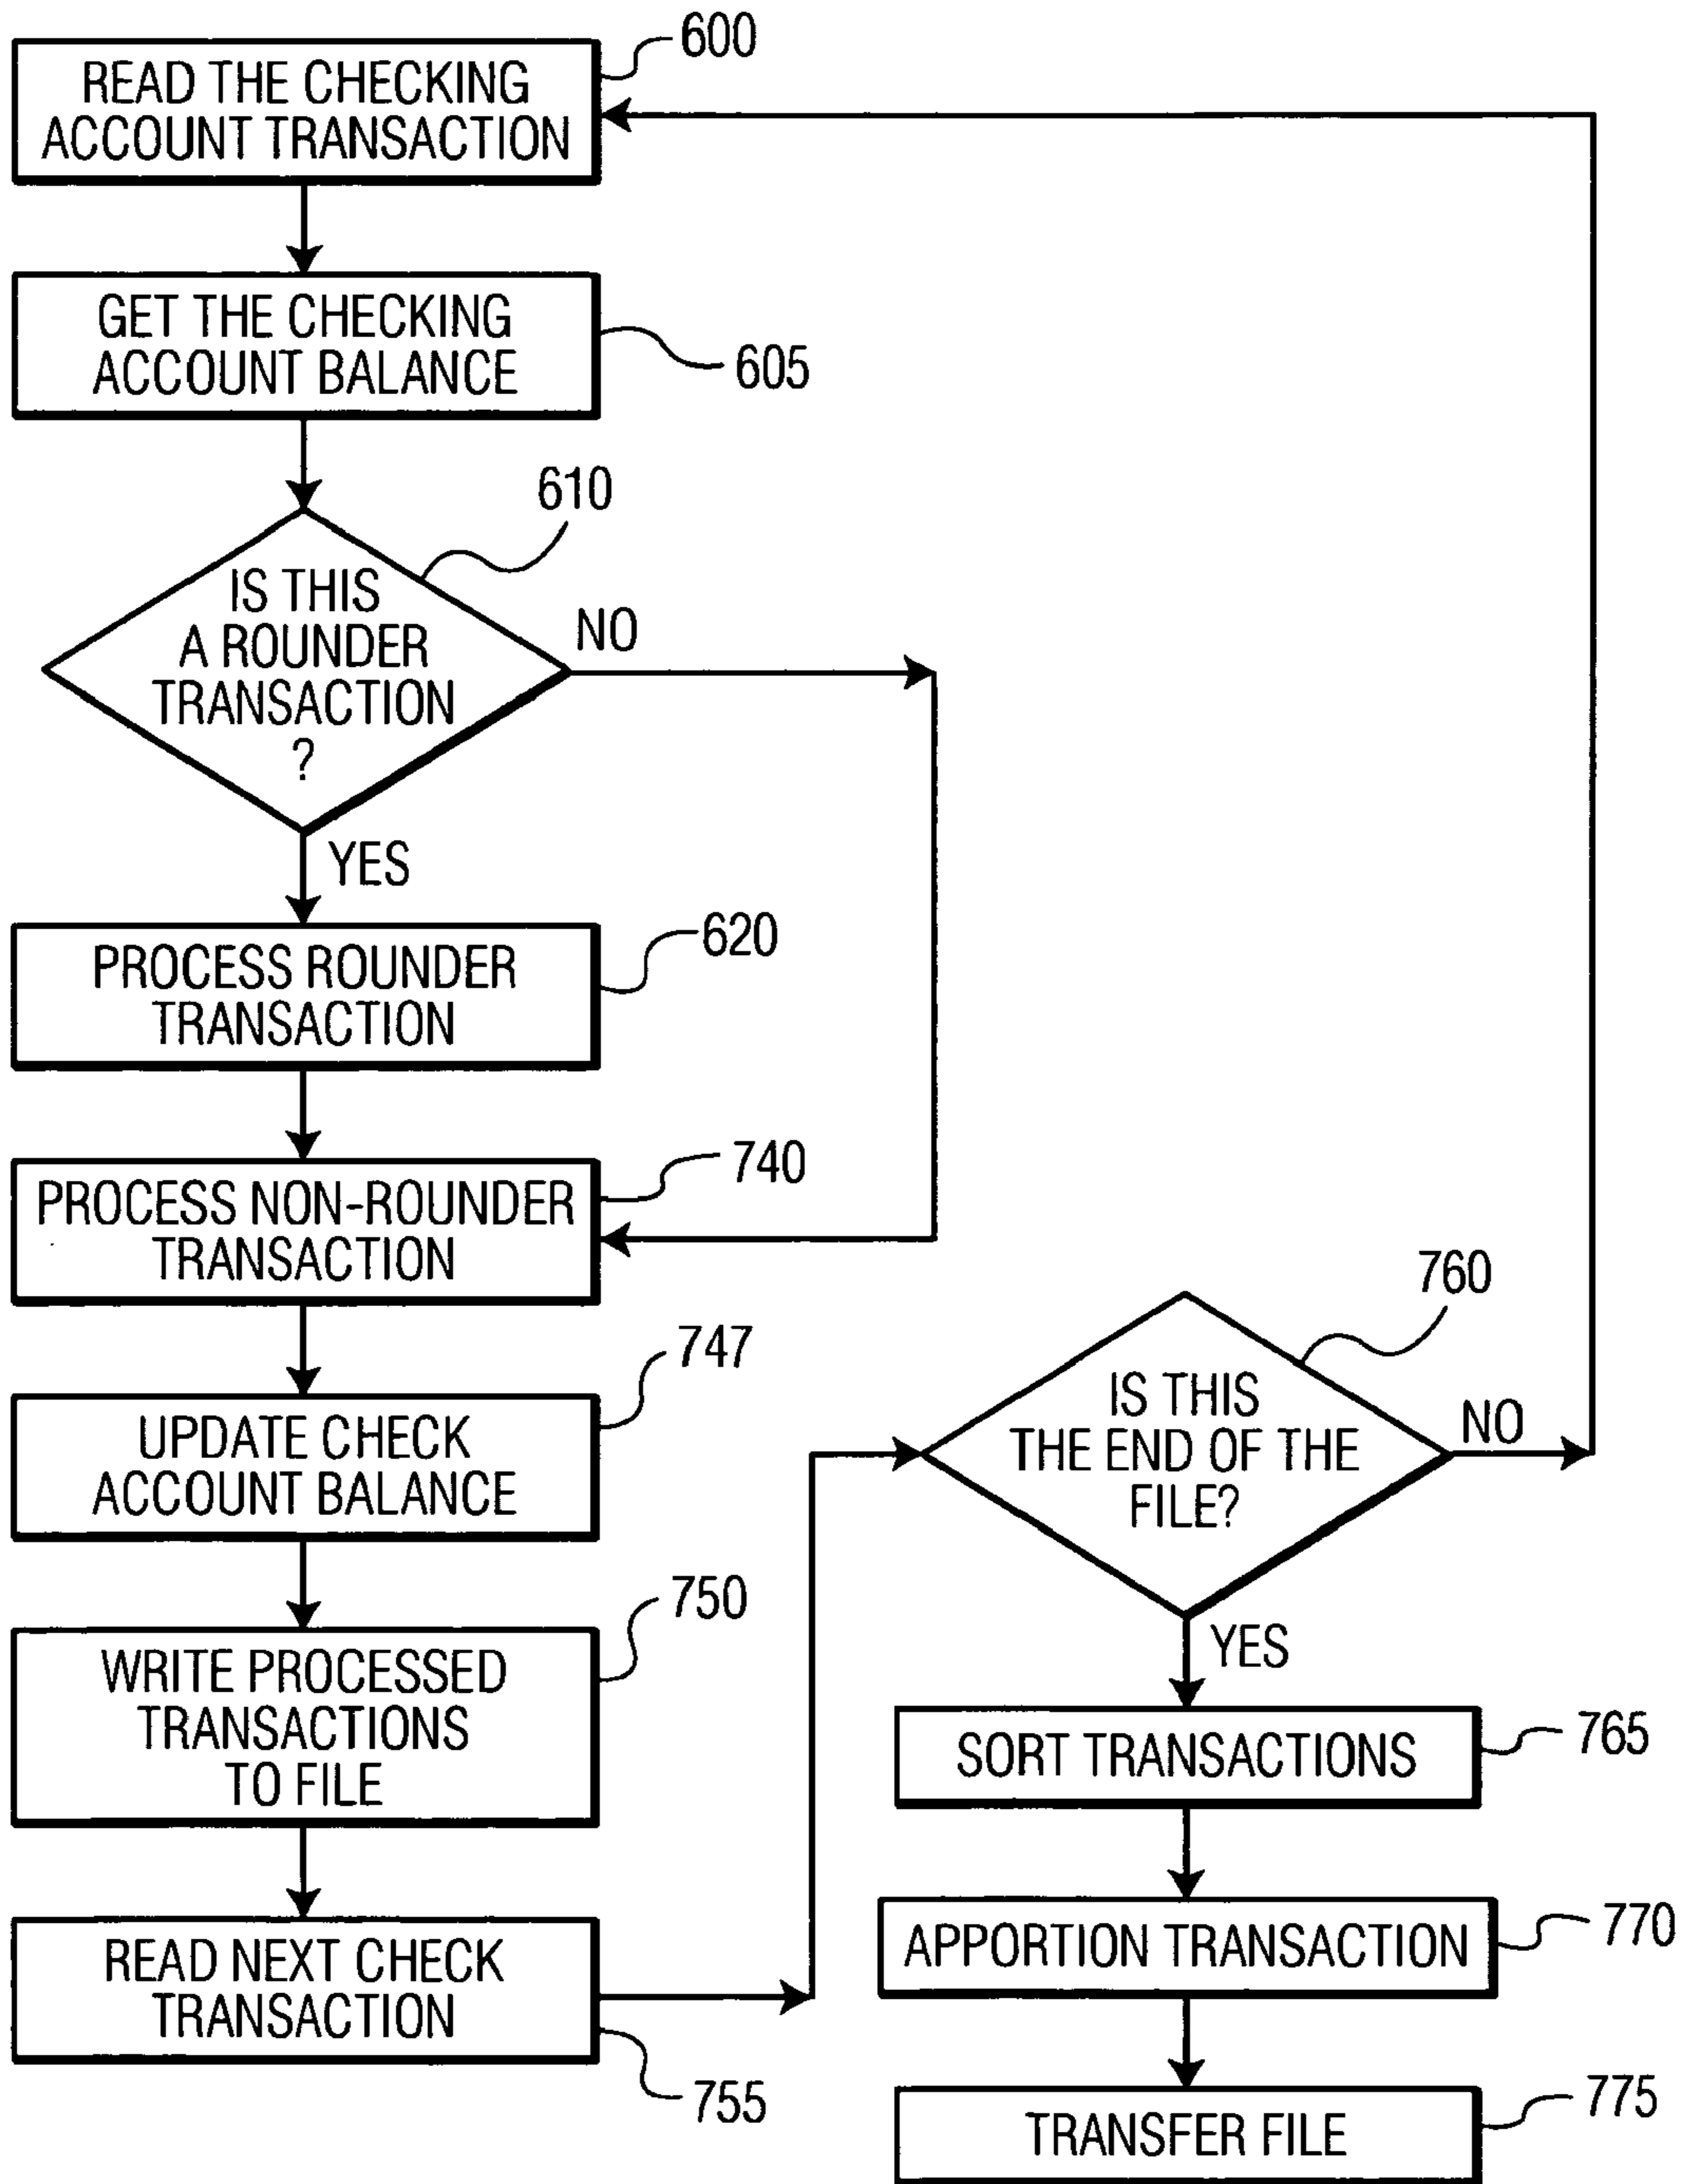 600
READ THE CHECKING
ACCOUNT TRANSACTION
GET THE CHECKING
ACCOUNT BALANCE
605
610
IS THIS
A ROUNDER
TRANSACTION
?
NO
YES
620
PROCESS ROUNDER
TRANSACTION
740
PROCESS NON-ROUNDER
TRANSACTION
747
UPDATE CHECK
ACCOUNT BALANCE
750
WRITE PROCESSED
TRANSACTIONS
TO FILE
READ NEXT CHECK
TRANSACTION
755
760
IS THIS
THE END OF THE
FILE?
NO
YES
SORT TRANSACTIONS
765
APPORTION TRANSACTION
770
TRANSFER FILE
775